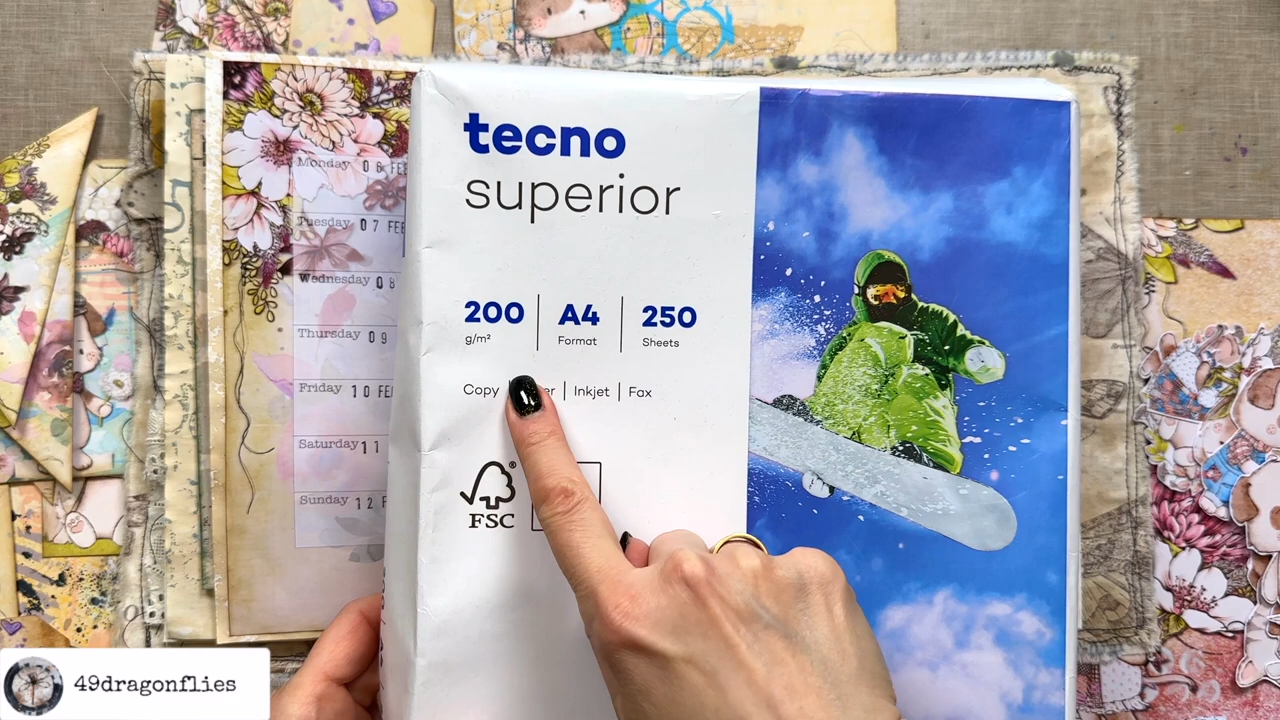 tecno
superior
200 A4 250
g/m² Format Sheets
Copy Inkjet Fax
FSC ®
Monday 06 FE
Tuesday 07 FEB
Wednesday 08
Thursday 09
Friday 10 FE
Saturday 11
Sunday 12 F
49dragonflies